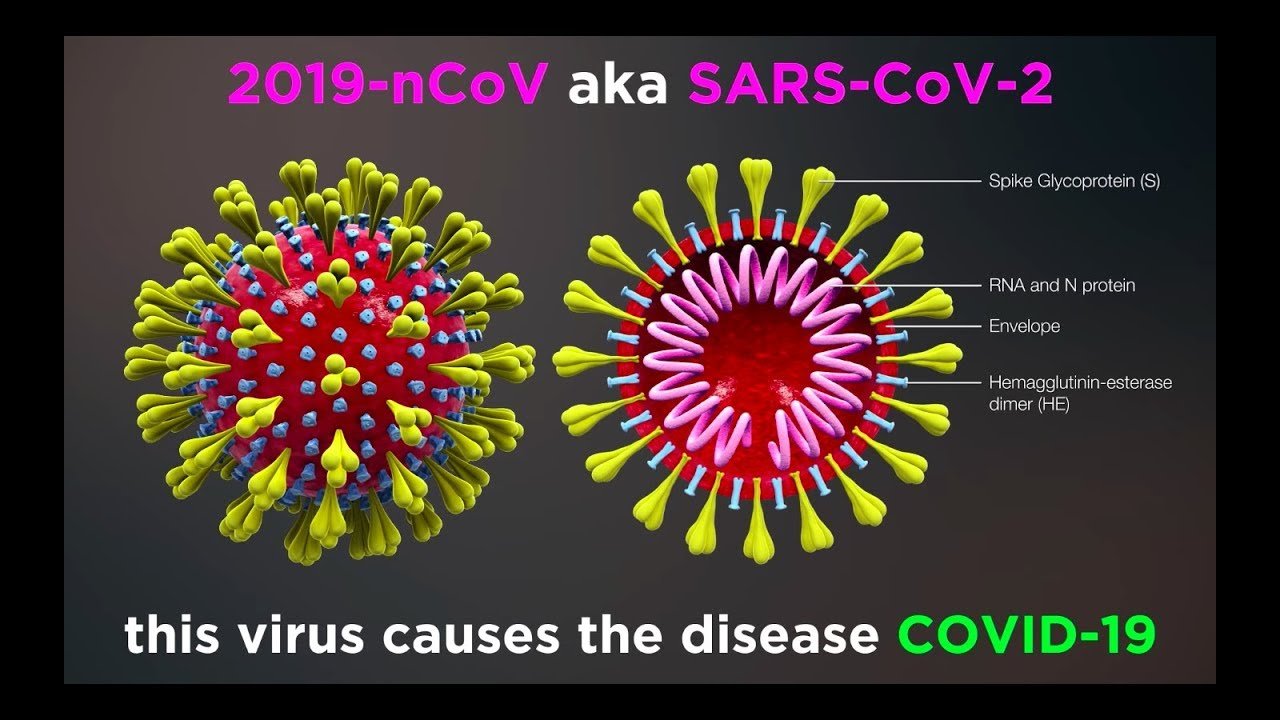 2019-nCoV aka SARS-CoV-2
Spike Glycoprotein (S)
RNA and N protein
Envelope
Hemagglutinin-esterase
dimer (HE)
this virus causes the disease COVID-19